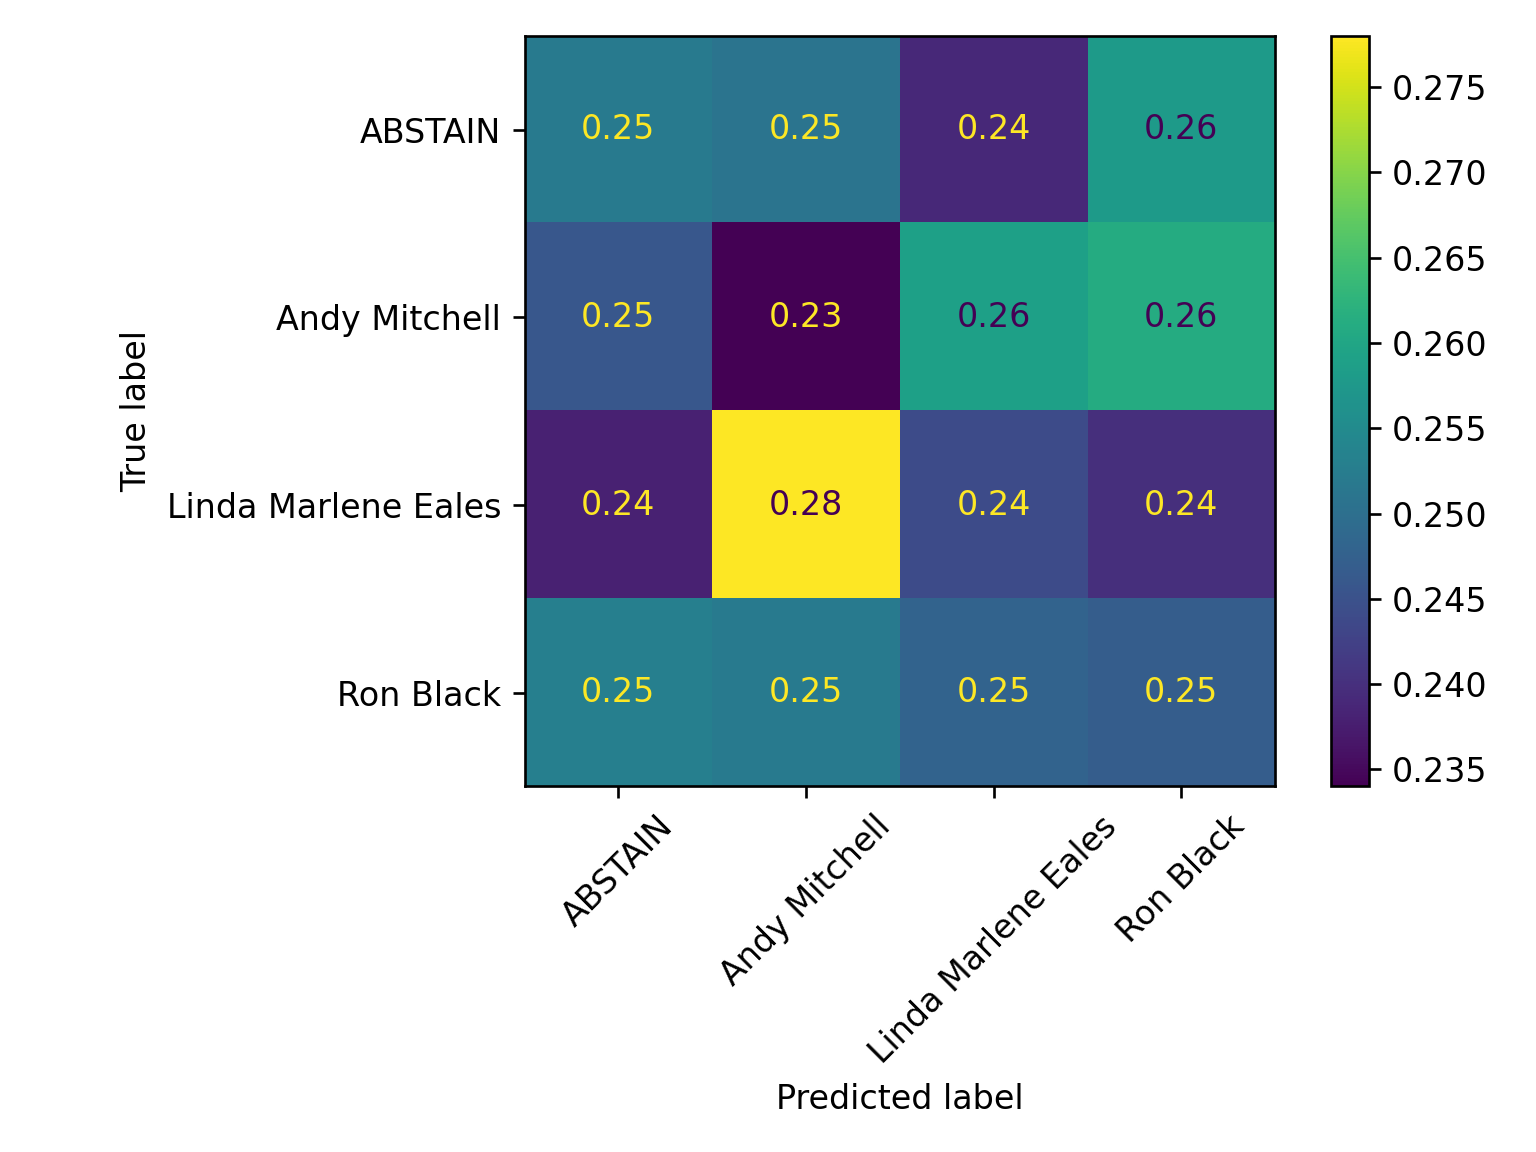 True label
ABSTAIN 0.25 0.25 0.24 0.26
Andy Mitchell 0.25 0.23 0.26 0.26
Linda Marlene Eales 0.24 0.28 0.24 0.24
Ron Black 0.25 0.25 0.25 0.25
ABSTAIN
Andy Mitchell
Linda Marlene Eales
Ron Black
Predicted label
0.275
0.270
0.265
0.260
0.255
0.250
0.245
0.240
0.235